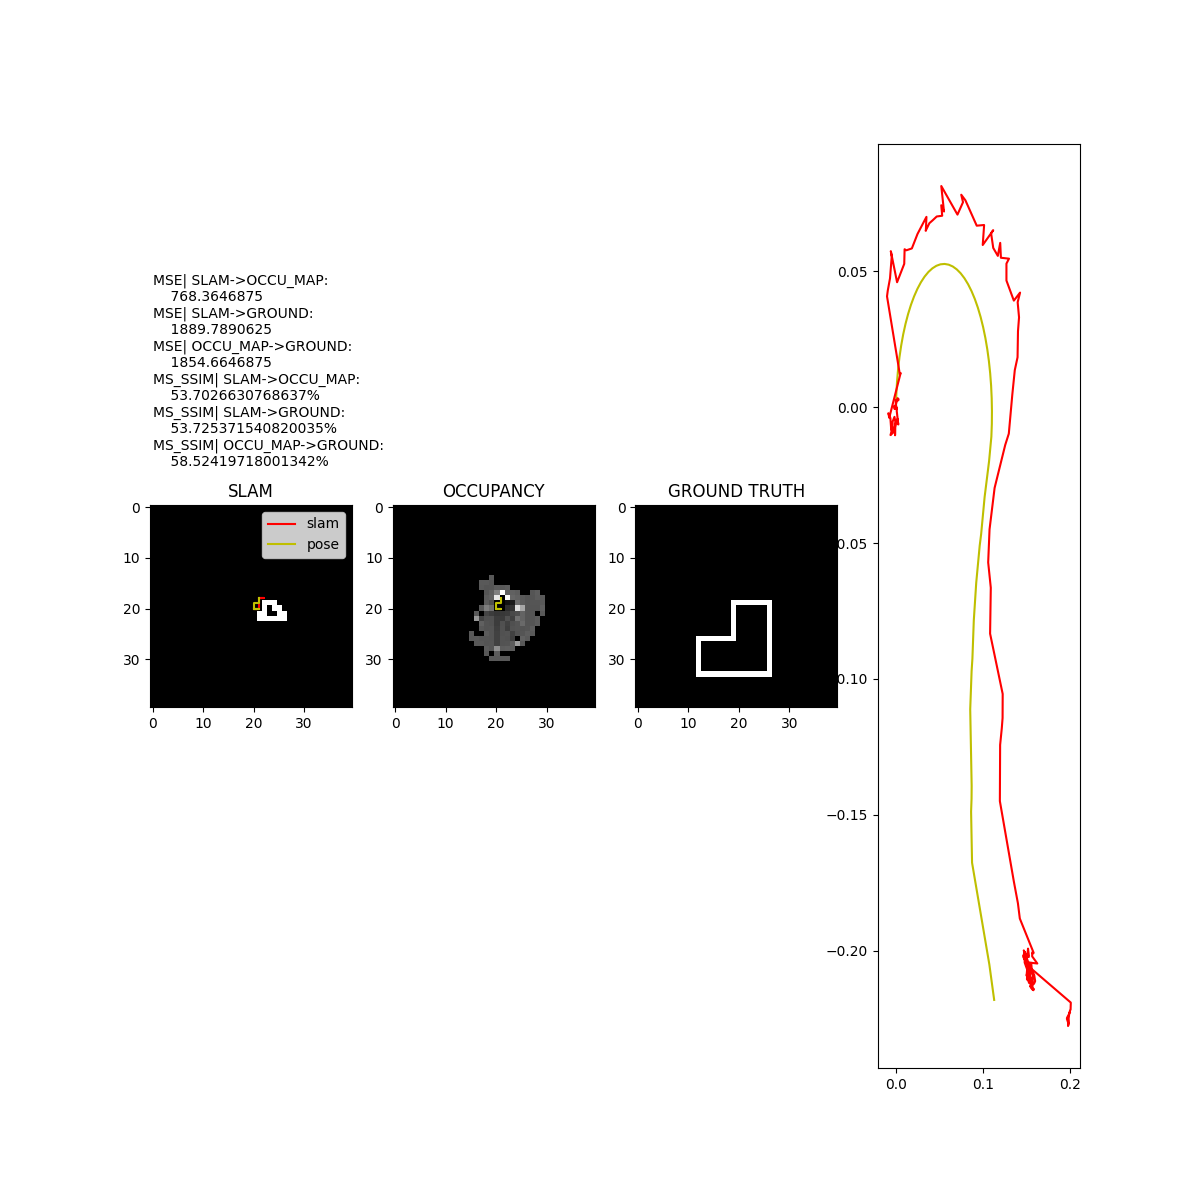 MSE| SLAM->OCCU_MAP:
768.3646875
MSE| SLAM->GROUND:
1889.7890625
MSE| OCCU_MAP->GROUND:
1854.6646875
MS_SSIM| SLAM->OCCU_MAP:
53.7026630768637%
MS_SSIM| SLAM->GROUND:
53.725371540820035%
MS_SSIM| OCCU_MAP->GROUND:
58.52419718001342%
SLAM
slam
pose
0
10
20
30
0 10 20 30
OCCUPANCY
0
10
20
30
0 10 20 30
GROUND TRUTH
0
10
20
30
0 10 20 30
0.05
0.00
0.05
0.10
−0.15
−0.20
0.0 0.1 0.2